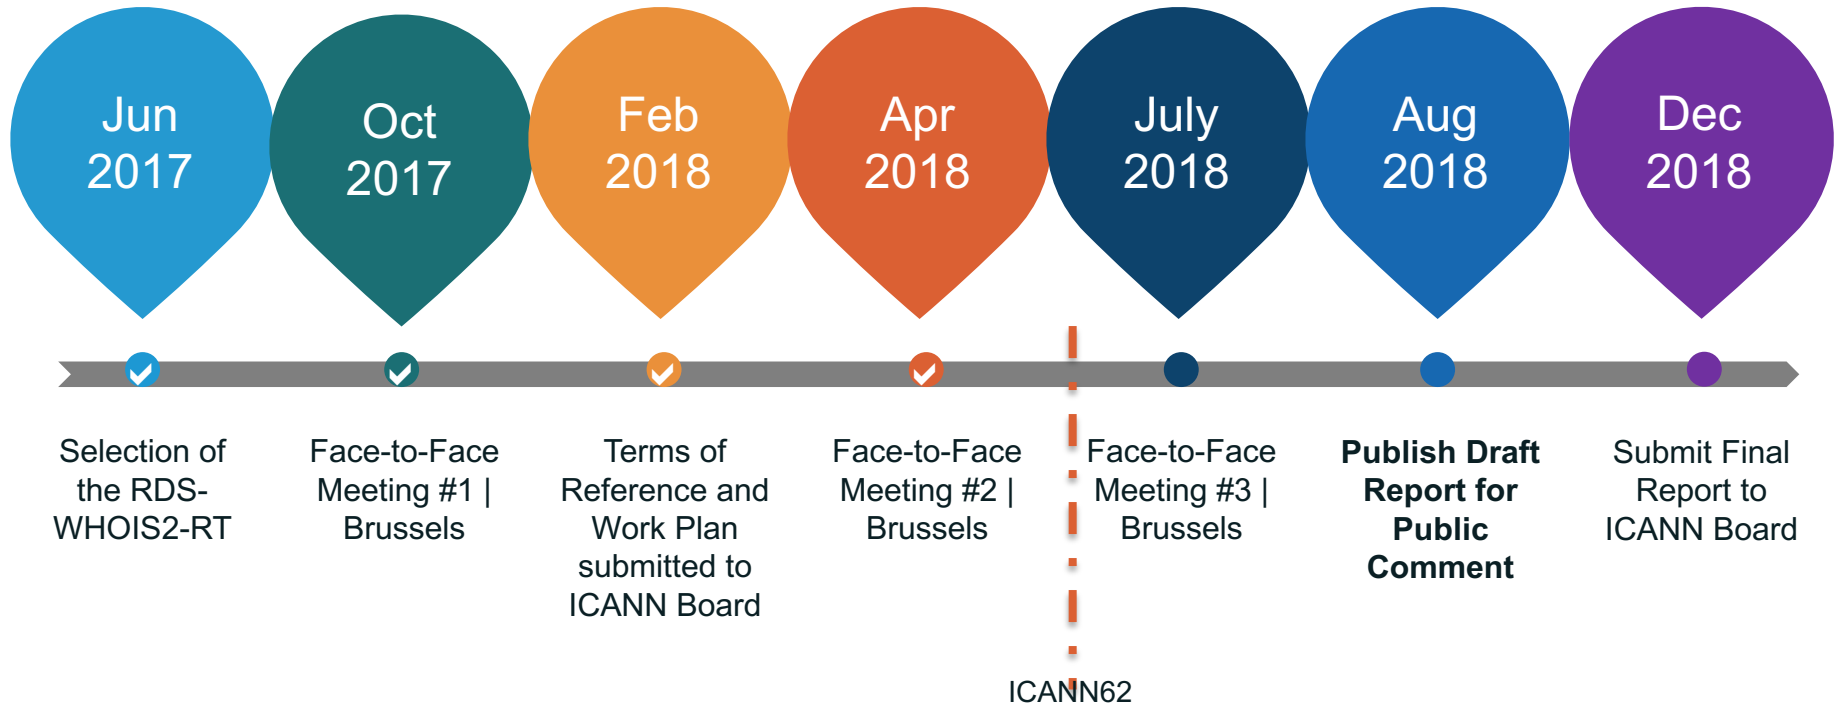 Jun
2017
Oct
2017
Feb
2018
Apr
2018
July
2018
Aug
2018
Dec
2018
Selection of
the RDS-
WHOIS2-RT
Face-to-Face
Meeting #1 |
Brussels
Terms of
Reference and
Work Plan
submitted to
ICANN Board
Face-to-Face
Meeting #2 |
Brussels
Face-to-Face
Meeting #3 |
Brussels
Publish Draft
Report for
Public
Comment
Submit Final
Report to
ICANN Board
ICANN62